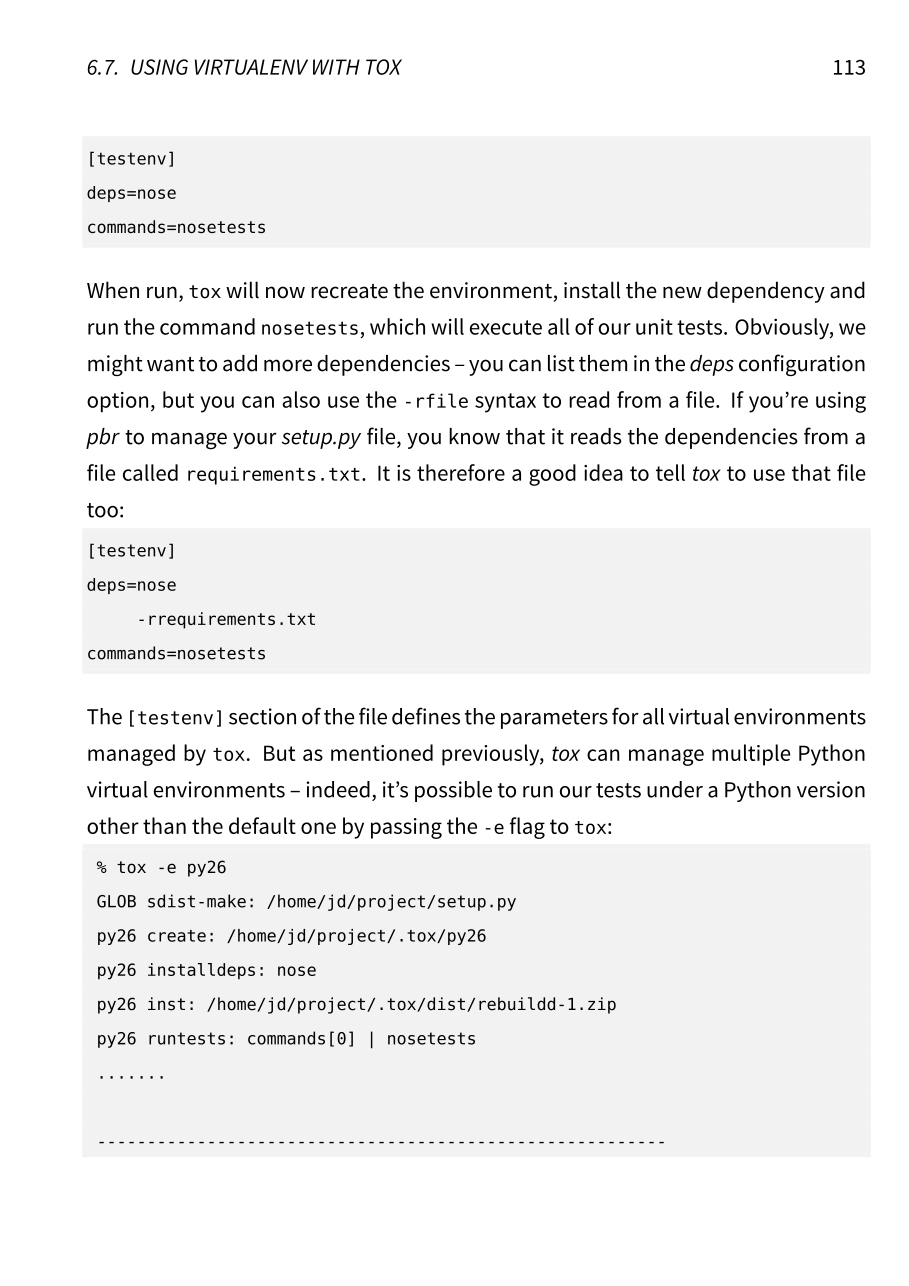 6.7. USING VIRTUALENV WITH TOX 113
[testenv]
deps=nose
commands=nosetests
When run, tox will now recreate the environment, install the new dependency and
run the command nosetests, which will execute all of our unit tests. Obviously, we
might want to add more dependencies – you can list them in the deps configuration
option, but you can also use the -rfile syntax to read from a file. If you’re using
pbr to manage your setup.py file, you know that it reads the dependencies from a
file called requirements.txt. It is therefore a good idea to tell tox to use that file
too:
[testenv]
deps=nose
     -rrequirements.txt
commands=nosetests
The [testenv] section of the file defines the parameters for all virtual environments
managed by tox. But as mentioned previously, tox can manage multiple Python
virtual environments – indeed, it’s possible to run our tests under a Python version
other than the default one by passing the -e flag to tox:
% tox -e py26
GLOB sdist-make: /home/jd/project/setup.py
py26 create: /home/jd/project/.tox/py26
py26 installdeps: nose
py26 inst: /home/jd/project/.tox/dist/rebuildd-1.zip
py26 runtests: commands[0] | nosetests
.......
---------------------------------------------------------